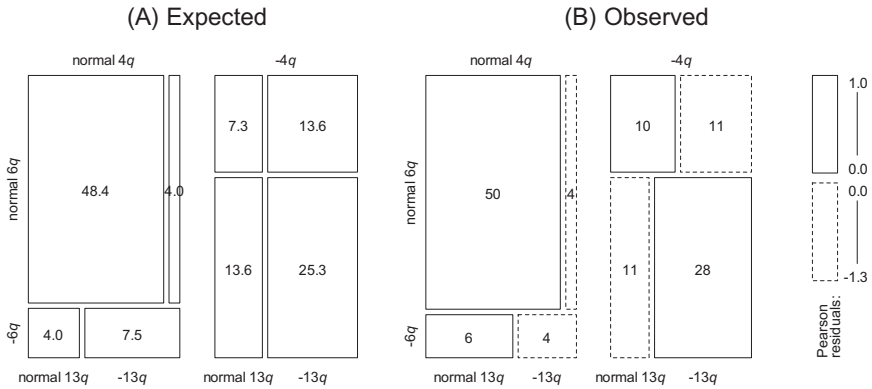 (A) Expected
(B) Observed
normal 4q
-4q
normal 4q
-4q
normal 6q
-6q
48.4
4.0
7.3
13.6
4.0
7.5
13.6
25.3
normal 13q
-13q
normal 13q
-13q
normal 6q
-6q
50
4
10
11
6
4
11
28
normal 13q
-13q
normal 13q
-13q
1.0
0.0
0.0
-1.3
Pearson
residuals: